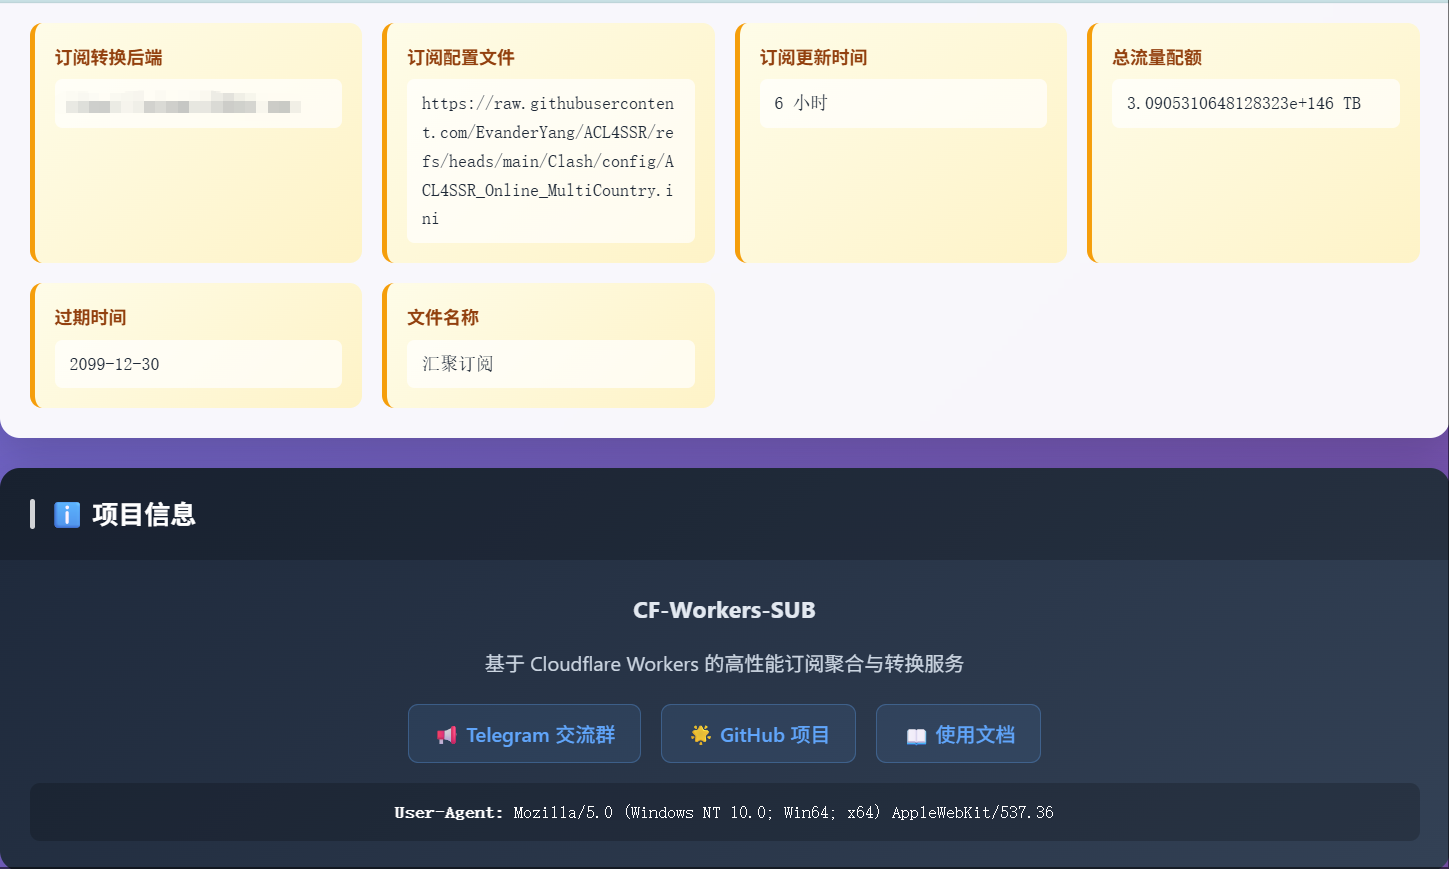 订阅转换后端
订阅配置文件
https://raw.githubuserconten
t.com/EvanderYang/ACL4SSR/re
fs/heads/main/Clash/config/A
CL4SSR_Online_MultiCountry.i
ni
订阅更新时间
6 小时
总流量配额
3.0905310648128323e+146 TB
过期时间
2099-12-30
文件名称
汇聚订阅
项目信息
CF-Workers-SUB
基于 Cloudflare Workers 的高性能订阅聚合与转换服务
Telegram 交流群
GitHub 项目
使用文档
User-Agent: Mozilla/5.0 (Windows NT 10.0; Win64; x64) AppleWebKit/537.36